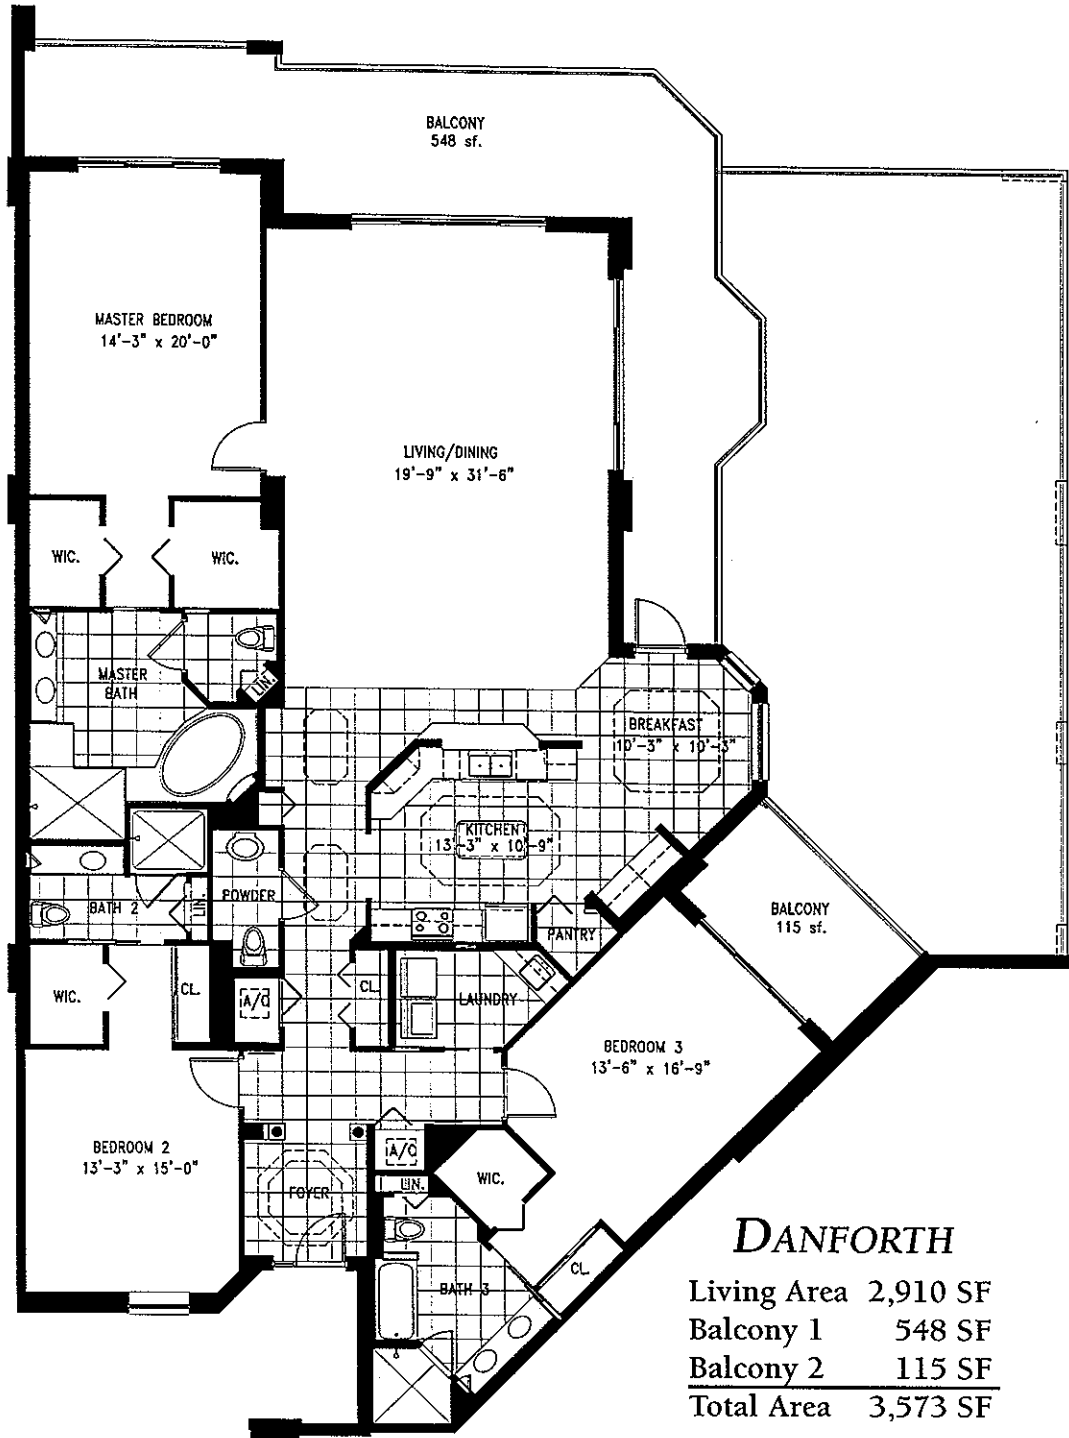 BALCONY
548 sf.
MASTER BEDROOM
14'-3" x 20'-0"
LIVING/DINING
19'-9" x 31'-6"
WIC.
WIC.
MASTER
BATH
LIN.
BREAKFAST
10'-3" x 10'-3"
KITCHEN
13'-3" x 10'-9"
POWDER
BATH 2
LIN.
PANTRY
BALCONY
115 sf.
WIC.
CL.
A/C
CL.
LAUNDRY
BEDROOM 3
13'-6" x 16'-9"
BEDROOM 2
13'-3" x 15'-0"
A/C
LIN.
WIC.
FOYER
CL.
BATH 3
DANFORTH
Living Area 2,910 SF
Balcony 1 548 SF
Balcony 2 115 SF
Total Area 3,573 SF